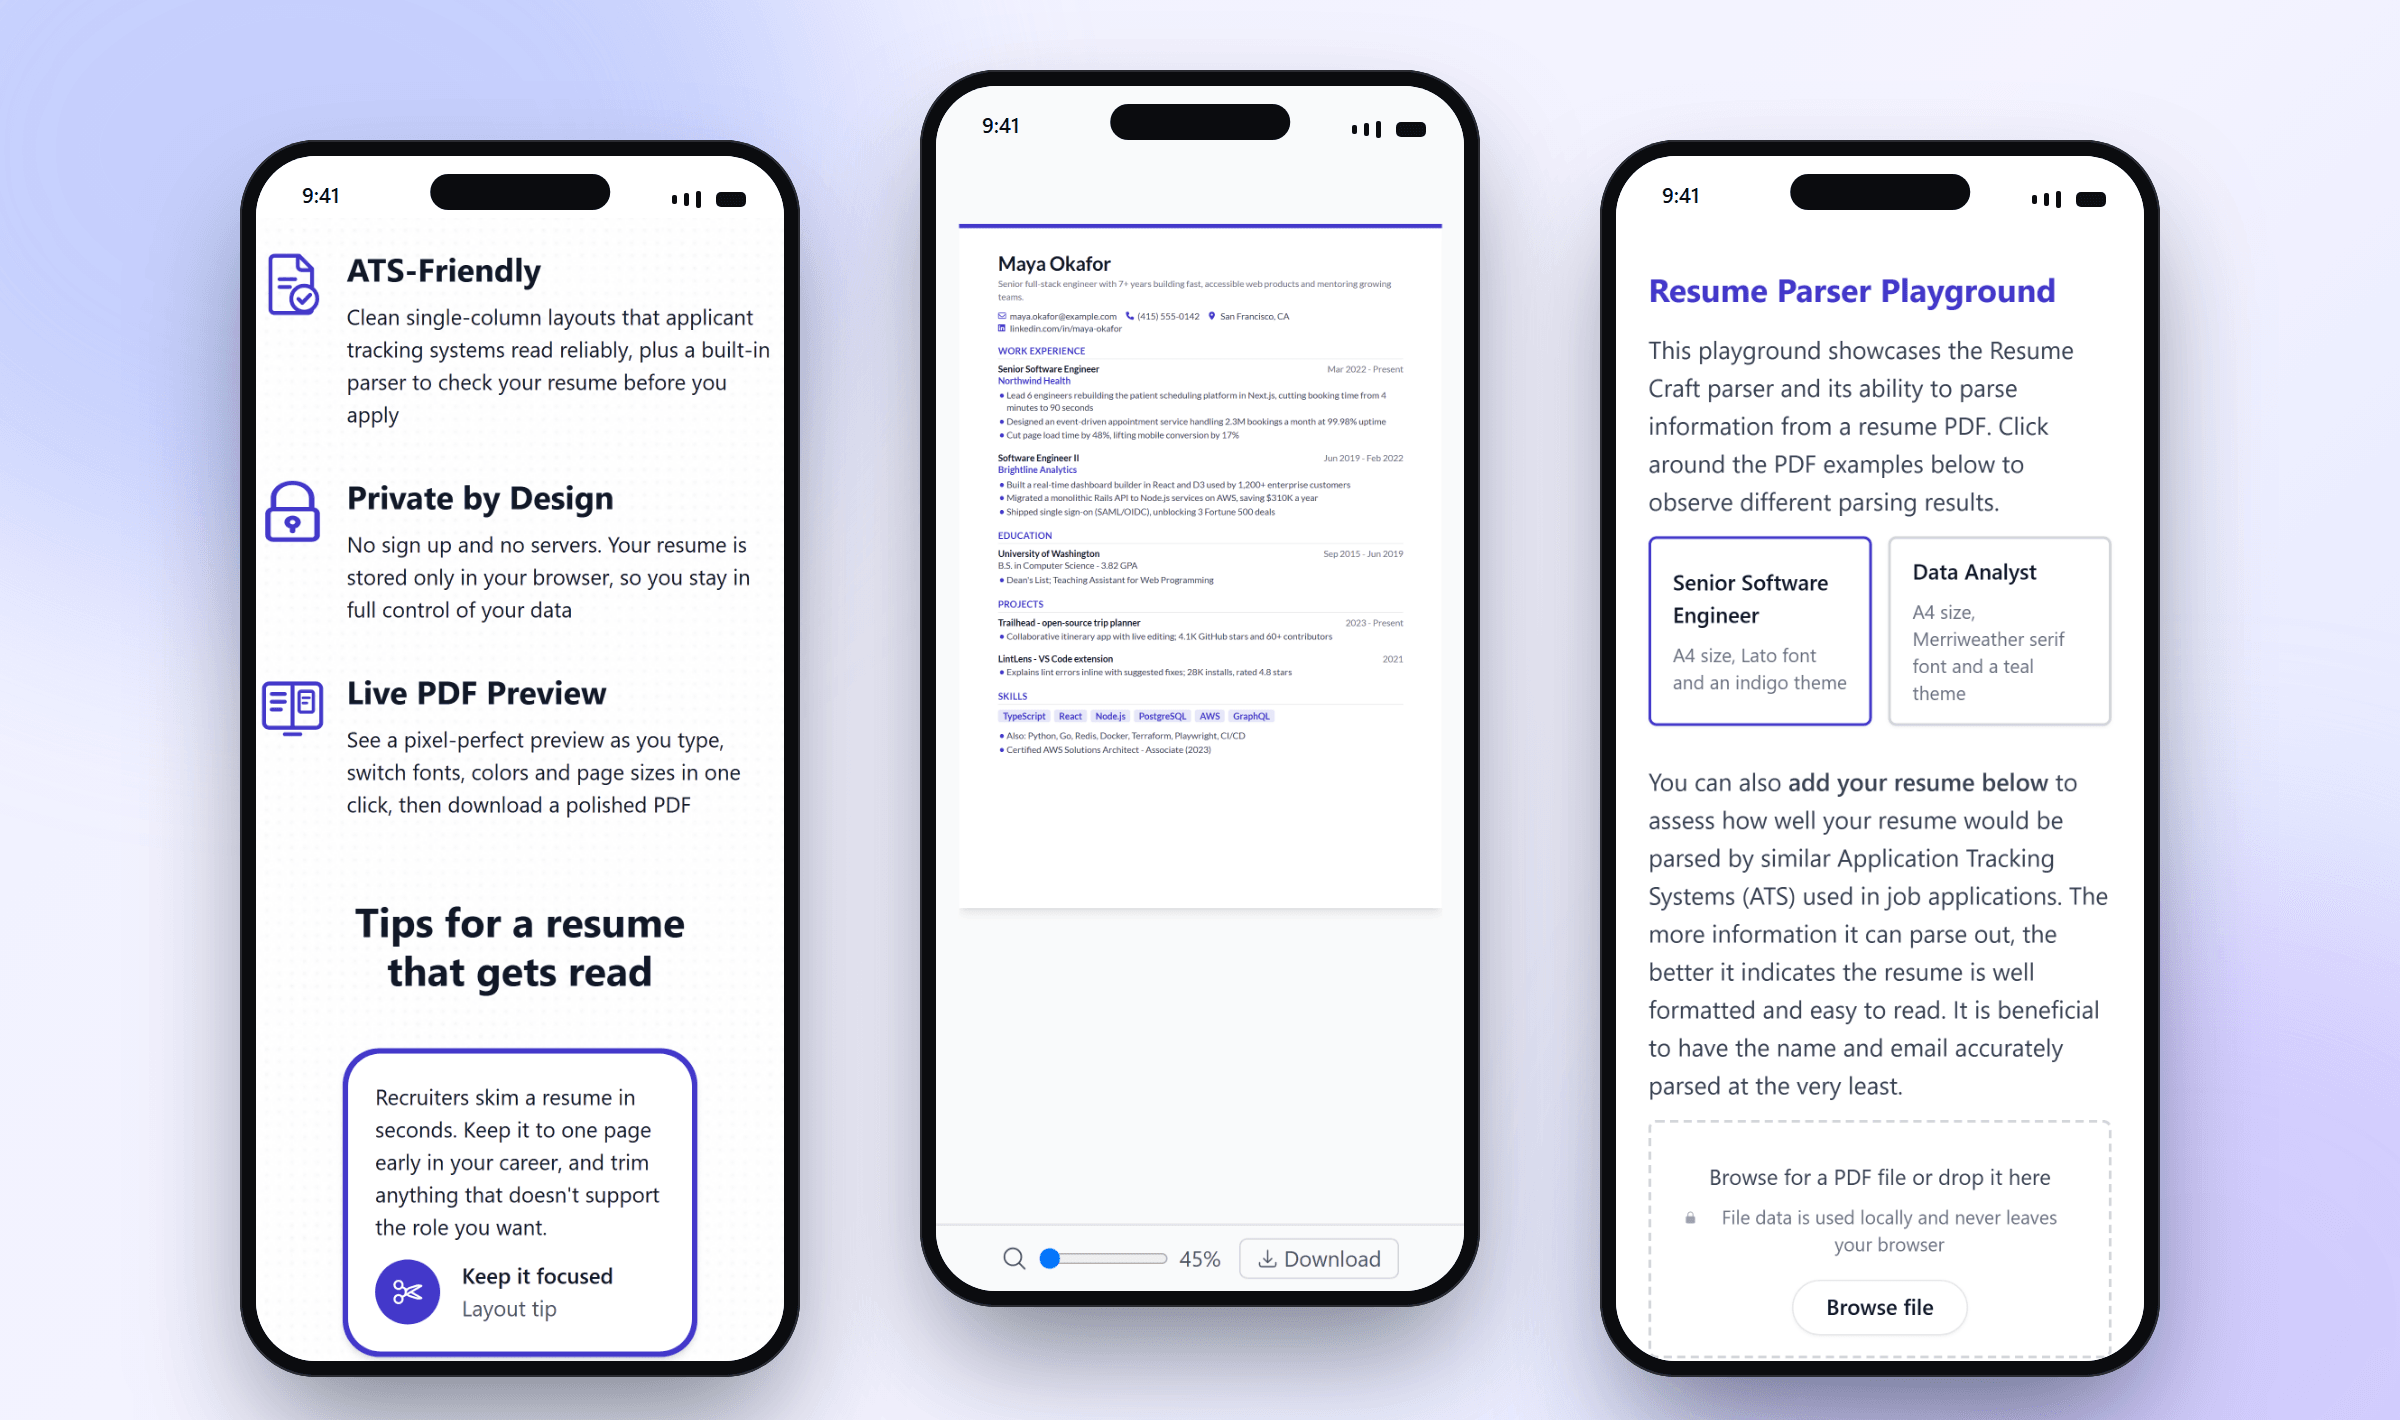 9:41
ATS-Friendly
Clean single-column layouts that applicant
tracking systems read reliably, plus a built-in
parser to check your resume before you
apply
Private by Design
No sign up and no servers. Your resume is
stored only in your browser, so you stay in
full control of your data
Live PDF Preview
See a pixel-perfect preview as you type,
switch fonts, colors and page sizes in one
click, then download a polished PDF
Tips for a resume
that gets read
Recruiters skim a resume in
seconds. Keep it to one page
early in your career, and trim
anything that doesn't support
the role you want.
Keep it focused
Layout tip
9:41
Maya Okafor
Senior full-stack engineer with 7+ years building fast, accessible web products and mentoring growing
teams.
maya.okafor@example.com (415) 555-0142 San Francisco, CA
linkedin.com/in/maya-okafor
WORK EXPERIENCE
Senior Software Engineer Mar 2022 - Present
Northwind Health
• Lead 6 engineers rebuilding the patient scheduling platform in Next.js, cutting booking time from 4
minutes to 90 seconds
• Designed an event-driven appointment service handling 2.3M bookings a month at 99.98% uptime
• Cut page load time by 48%, lifting mobile conversion by 17%
Software Engineer II Jun 2019 - Feb 2022
Brightline Analytics
• Built a real-time dashboard builder in React and D3 used by 1,200+ enterprise customers
• Migrated a monolithic Rails API to Node.js services on AWS, saving $310K a year
• Shipped single sign-on (SAML/OIDC), unblocking 3 Fortune 500 deals
EDUCATION
University of Washington Sep 2015 - Jun 2019
B.S. in Computer Science - 3.82 GPA
• Dean's List; Teaching Assistant for Web Programming
PROJECTS
Trailhead - open-source trip planner 2023 - Present
• Collaborative itinerary app with live editing; 4.1K GitHub stars and 60+ contributors
LintLens - VS Code extension 2021
• Explains lint errors inline with suggested fixes; 28K installs, rated 4.8 stars
SKILLS
TypeScript React Node.js PostgreSQL AWS GraphQL
• Also: Python, Go, Redis, Docker, Terraform, Playwright, CI/CD
• Certified AWS Solutions Architect - Associate (2023)
45% Download
9:41
Resume Parser Playground
This playground showcases the Resume
Craft parser and its ability to parse
information from a resume PDF. Click
around the PDF examples below to
observe different parsing results.
Senior Software
Engineer
A4 size, Lato font
and an indigo theme
Data Analyst
A4 size,
Merriweather serif
font and a teal
theme
You can also add your resume below to
assess how well your resume would be
parsed by similar Application Tracking
Systems (ATS) used in job applications. The
more information it can parse out, the
better it indicates the resume is well
formatted and easy to read. It is beneficial
to have the name and email accurately
parsed at the very least.
Browse for a PDF file or drop it here
File data is used locally and never leaves
your browser
Browse file